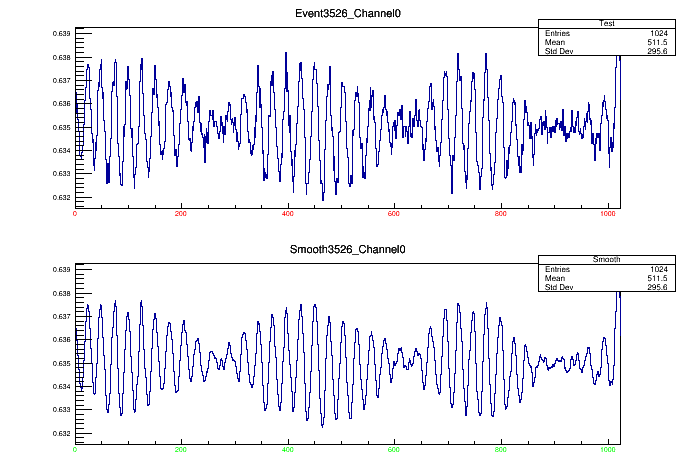 Event3526_Channel0
Test
Entries 1024
Mean 511.5
Std Dev 295.6
0.639
0.638
0.637
0.636
0.635
0.634
0.633
0.632
0 200 400 600 800 1000
Smooth3526_Channel0
Smooth
Entries 1024
Mean 511.5
Std Dev 295.6
0.639
0.638
0.637
0.636
0.635
0.634
0.633
0.632
0 200 400 600 800 1000